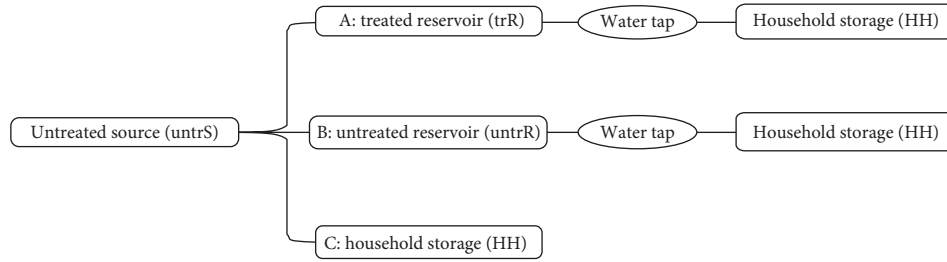 A: treated reservoir (trR)
Water tap
Household storage (HH)
Untreated source (untrS)
B: untreated reservoir (untrR)
Water tap
Household storage (HH)
C: household storage (HH)